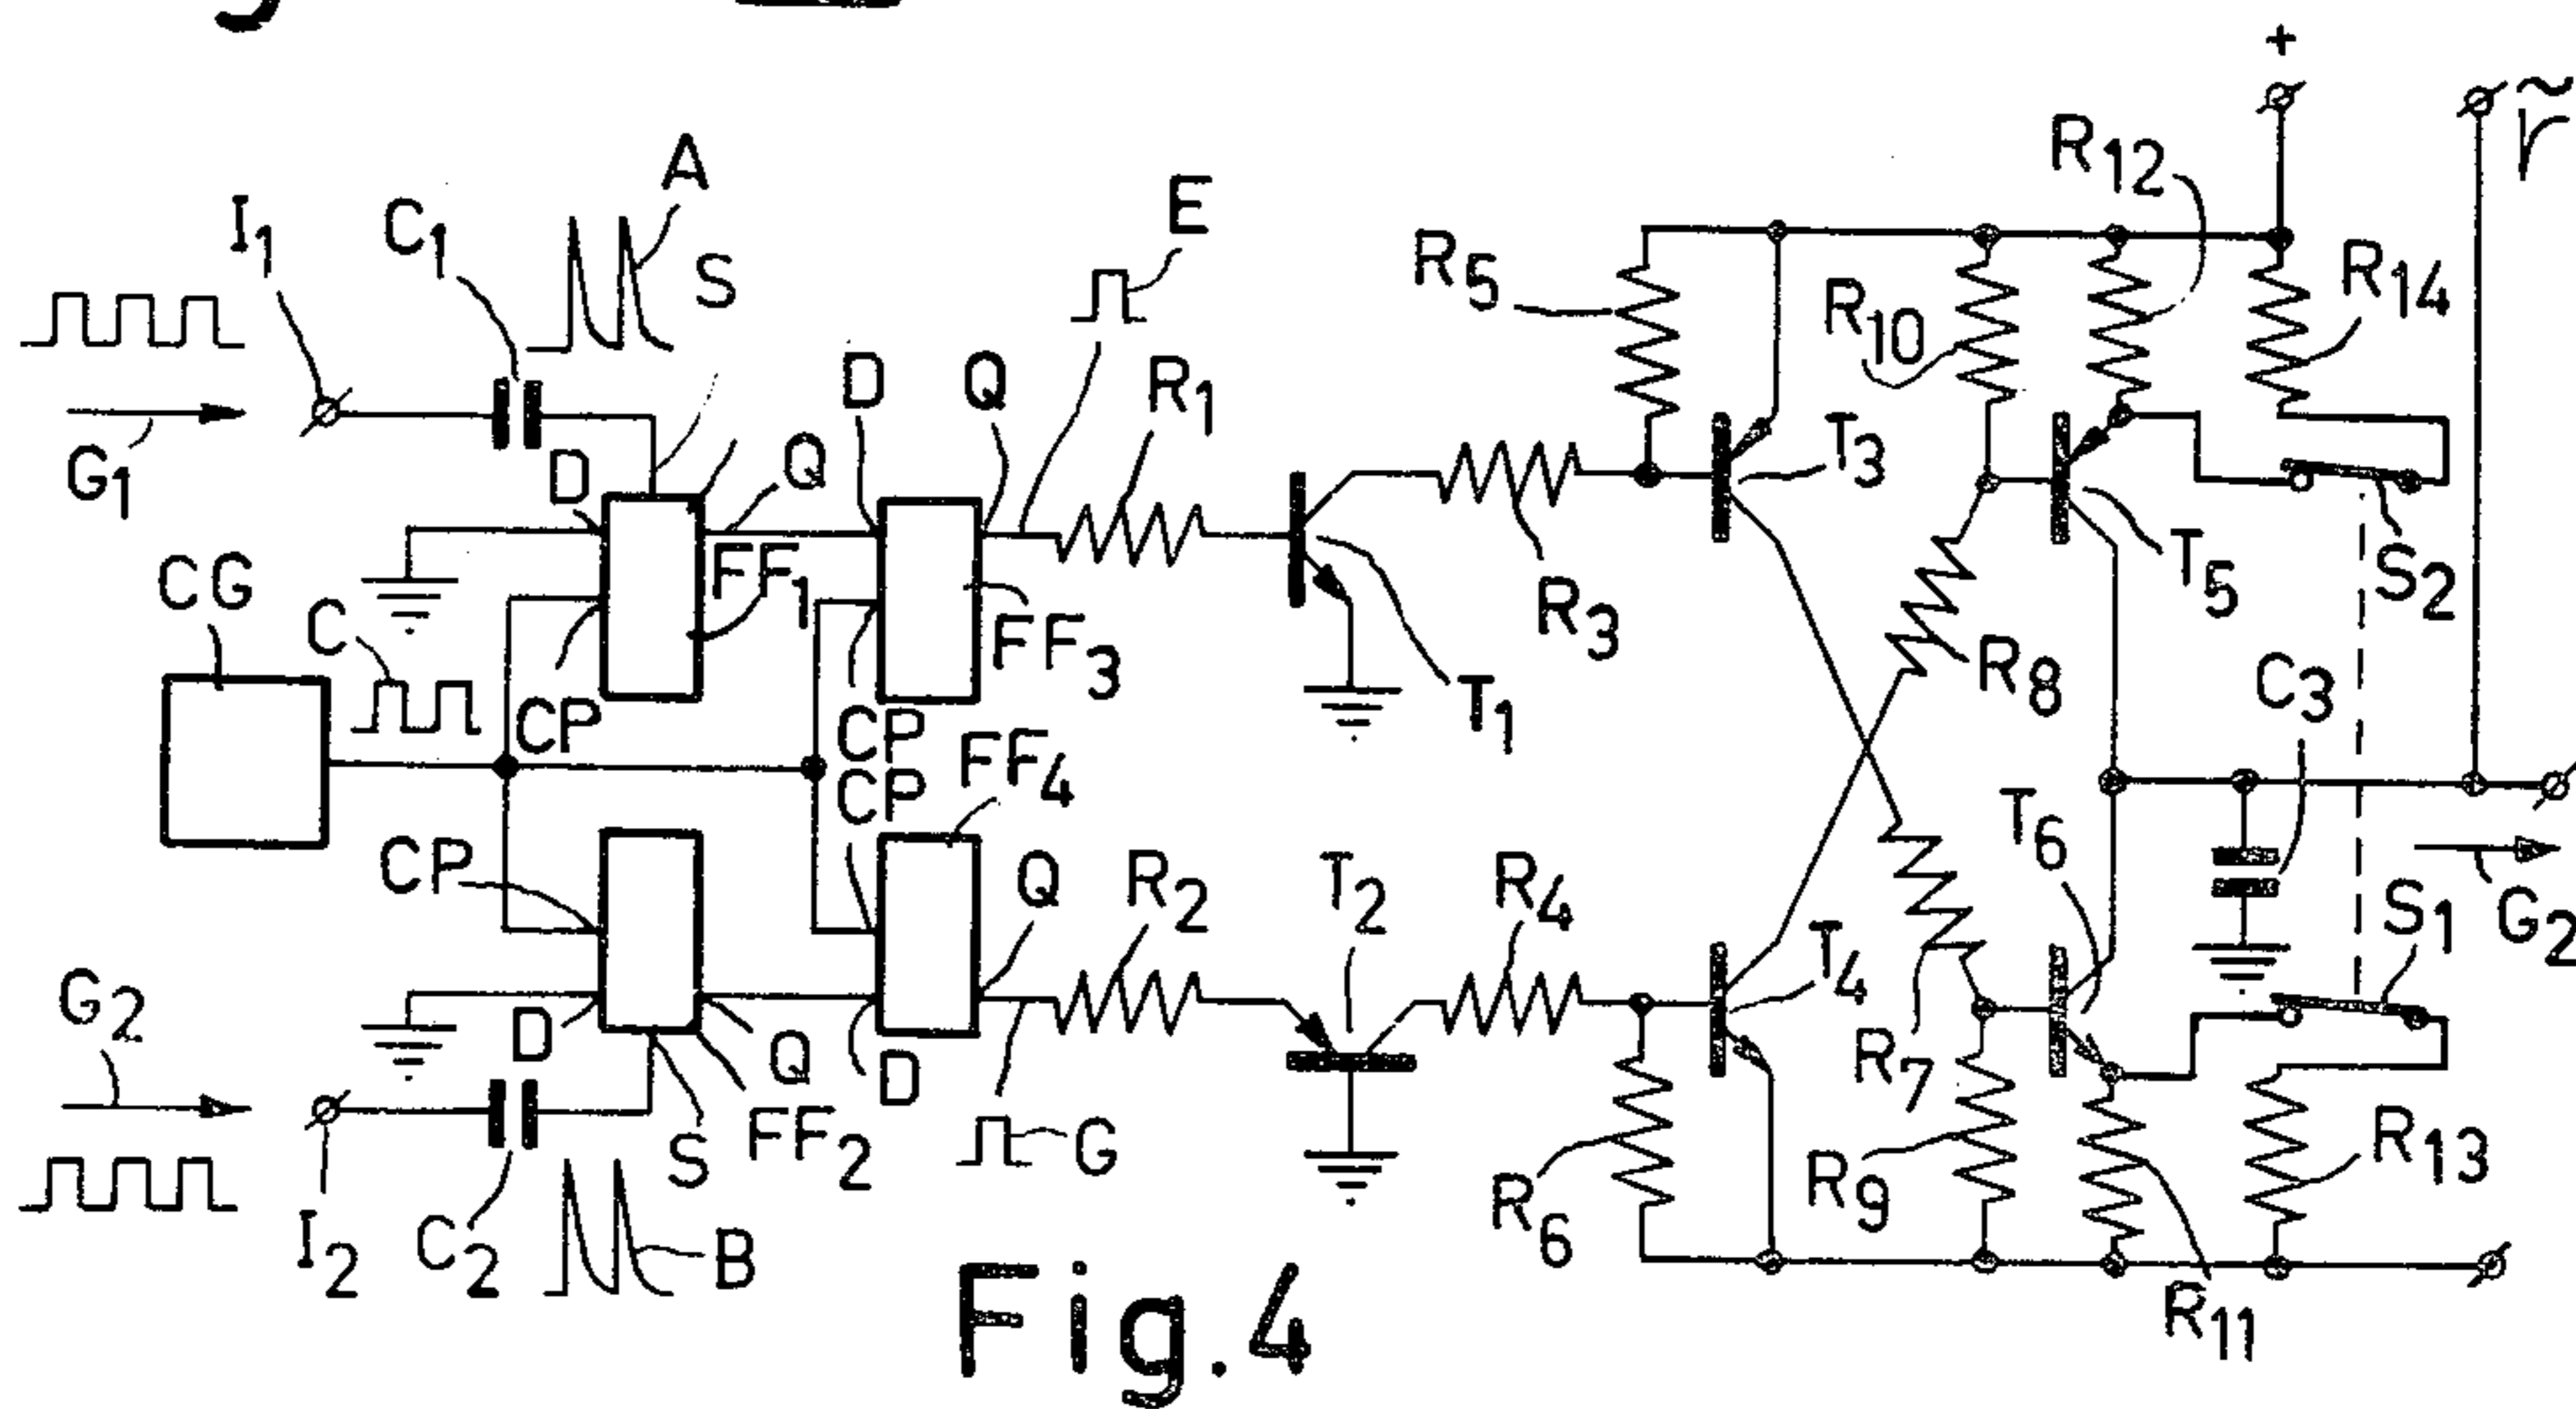 +
A
I1
C1
S
E
R12
R5
R10
R14
D
Q
R1
G1
D
Q
T3
CG
C
FF1
FF3
R3
T5
S2
R8
CP
CP
T1
C3
CP
FF4
T6
CP
Q
R2
T2
R4
S1
G2
G2
T4
D
Q
D
R7
FF2
S
G
R9
R13
R6
I2
C2
B
R11
Fig.4